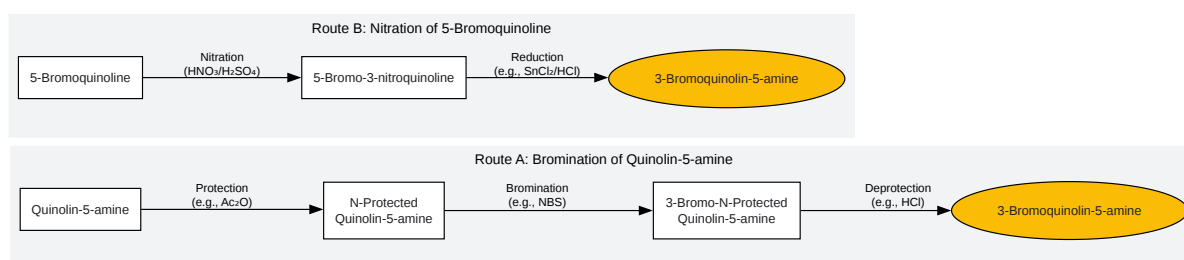 Route B: Nitration of 5-Bromoquinoline
5-Bromoquinoline
Nitration
(HNO₃/H₂SO₄)
5-Bromo-3-nitroquinoline
Reduction
(e.g., SnCl₂/HCl)
3-Bromoquinolin-5-amine
Route A: Bromination of Quinolin-5-amine
Quinolin-5-amine
Protection
(e.g., Ac₂O)
N-Protected
Quinolin-5-amine
Bromination
(e.g., NBS)
3-Bromo-N-Protected
Quinolin-5-amine
Deprotection
(e.g., HCl)
3-Bromoquinolin-5-amine